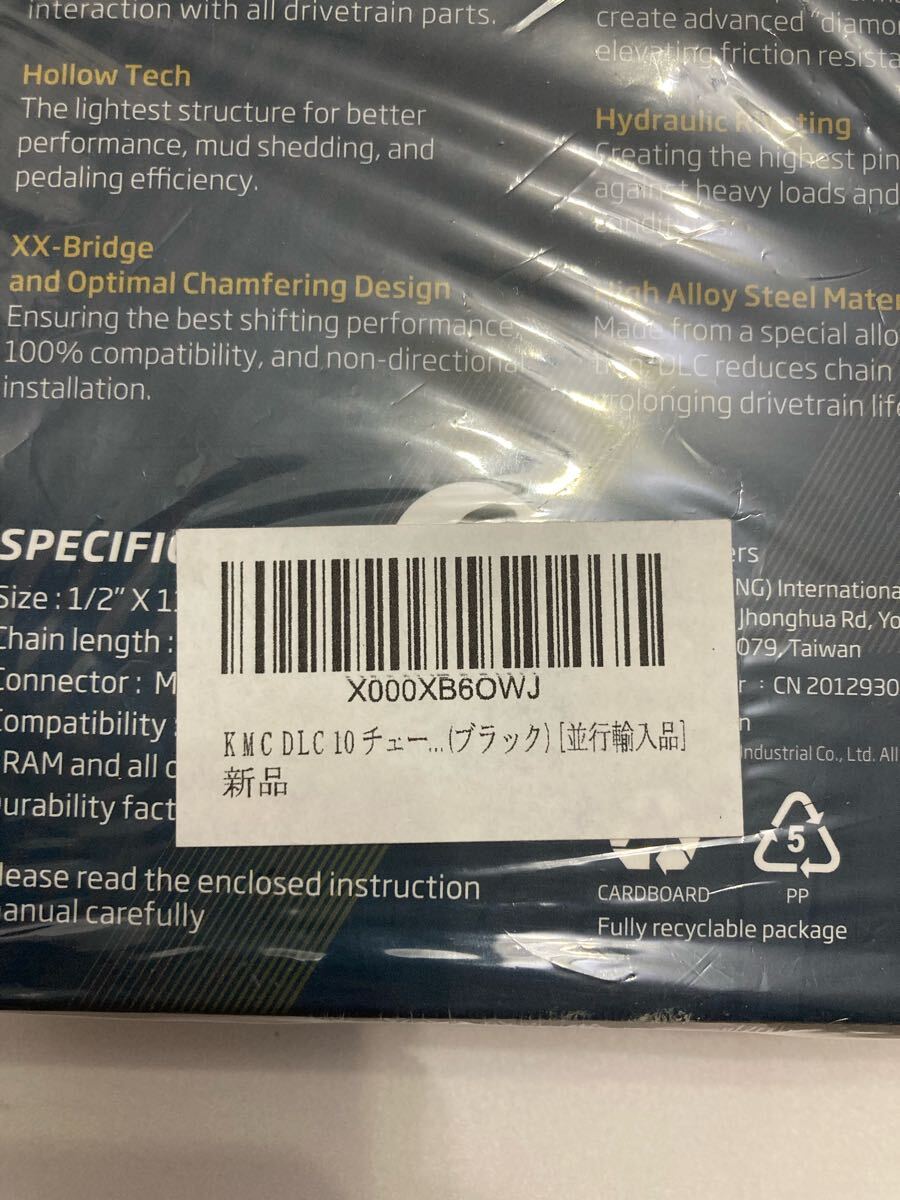 interaction with all drivetrain parts.
Hollow Tech
The lightest structure for better
performance, mud shedding, and
pedaling efficiency.
XX-Bridge
and Optimal Chamfering Design
Ensuring the best shifting performance,
100% compatibility, and non-directional
installation.
create advanced "diamo
elevating friction resista
Hydraulic Riveting
Creating the highest pin
against heavy loads and
conditions.
High Alloy Steel Mater
Made from a special allo
tion. DLC reduces chain
prolonging drivetrain life
SPECIFIC
Size : 1/2" X 1
Chain length :
Connector : M
Compatibility :
RAM and all c
urability fact
lease read the enclosed instruction
anual carefully
X000XB6OWJ
KMC DLC 10 チェー...(ブラック) [並行輸入品]
新品
ers
NG) Internationa
Jhonghua Rd, Yo
079, Taiwan
r : CN 2012930
n
Industrial Co., Ltd. All
CARDBOARD
5
PP
Fully recyclable package